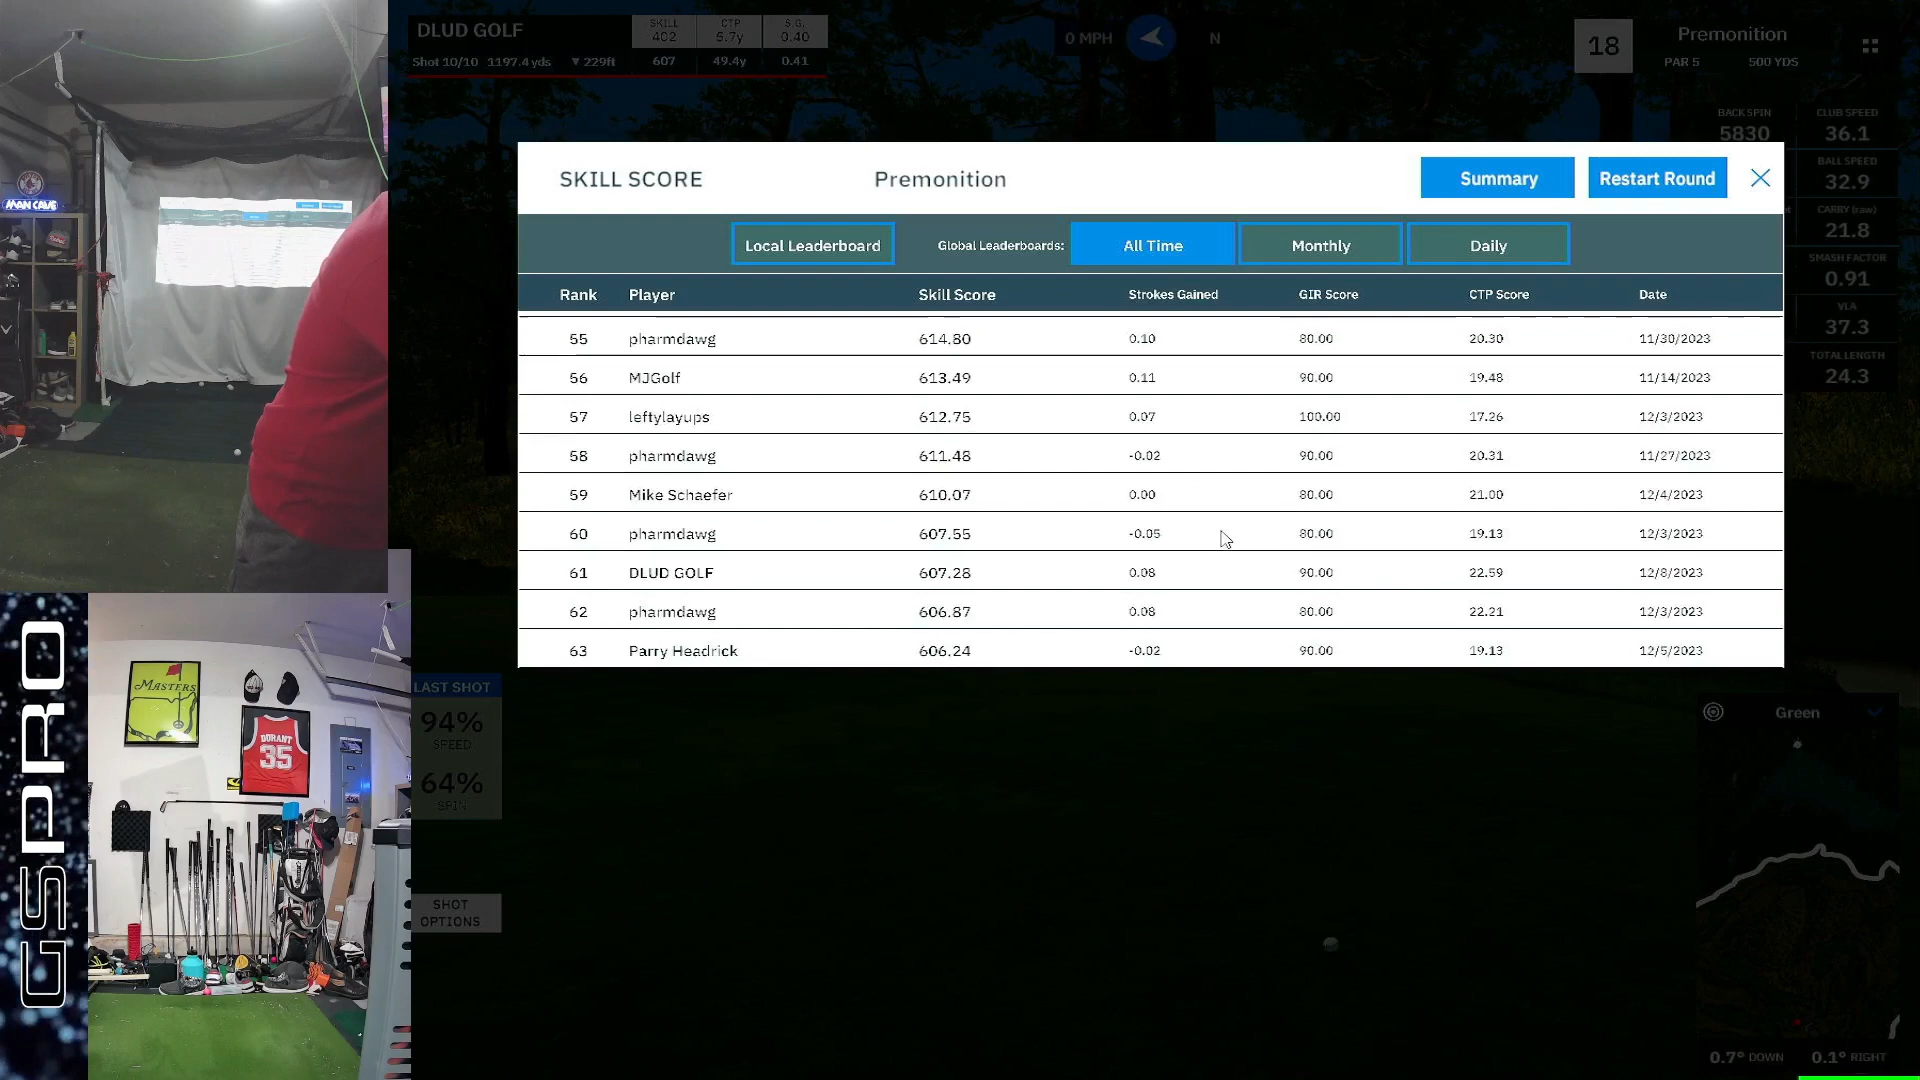 DLUD GOLF
SKILL
402
CTP
5.7y
S.G.
0.40
Shot 10/10 1197.4 yds ▼ 229ft
607
49.4y
0.41
0 MPH
N
18
Premonition
PAR 5
500 YDS
BACK SPIN
5830
CLUB SPEED
36.1
BALL SPEED
32.9
CARRY (raw)
21.8
SMASH FACTOR
0.91
VLA
37.3
TOTAL LENGTH
24.3
SKILL SCORE
Premonition
Summary
Restart Round
Local Leaderboard
Global Leaderboards:
All Time
Monthly
Daily
Rank Player Skill Score Strokes Gained GIR Score CTP Score Date
55 pharmdawg 614.80 0.10 80.00 20.30 11/30/2023
56 MJGolf 613.49 0.11 90.00 19.48 11/14/2023
57 leftylayups 612.75 0.07 100.00 17.26 12/3/2023
58 pharmdawg 611.48 -0.02 90.00 20.31 11/27/2023
59 Mike Schaefer 610.07 0.00 80.00 21.00 12/4/2023
60 pharmdawg 607.55 -0.05 80.00 19.13 12/3/2023
61 DLUD GOLF 607.28 0.08 90.00 22.59 12/8/2023
62 pharmdawg 606.87 0.08 80.00 22.21 12/3/2023
63 Parry Headrick 606.24 -0.02 90.00 19.13 12/5/2023
MAN CAVE
GSPRO
MASTERS
DURANT
35
LAST SHOT
94%
SPEED
64%
SPIN
SHOT
OPTIONS
Green
0.7° DOWN
0.1° RIGHT